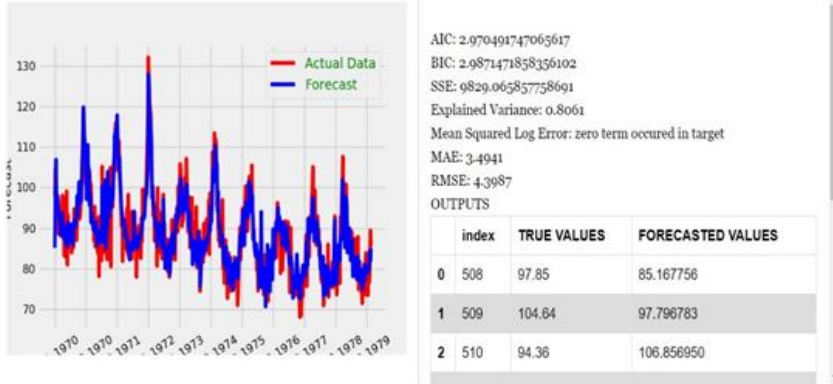 130
120
110
100
90
80
70
Actual Data
Forecast
1970
1970
1971
1972
1973
1974
1975
1976
1977
1978
1979
AIC: 2.970491747065617
BIC: 2.9871471858356102
SSE: 9829.065857758691
Explained Variance: 0.8061
Mean Squared Log Error: zero term occured in target
MAE: 3.4941
RMSE: 4.3987
OUTPUTS
index TRUE VALUES FORECASTED VALUES
0 508 97.85 85.167756
1 509 104.64 97.796783
2 510 94.36 106.856950